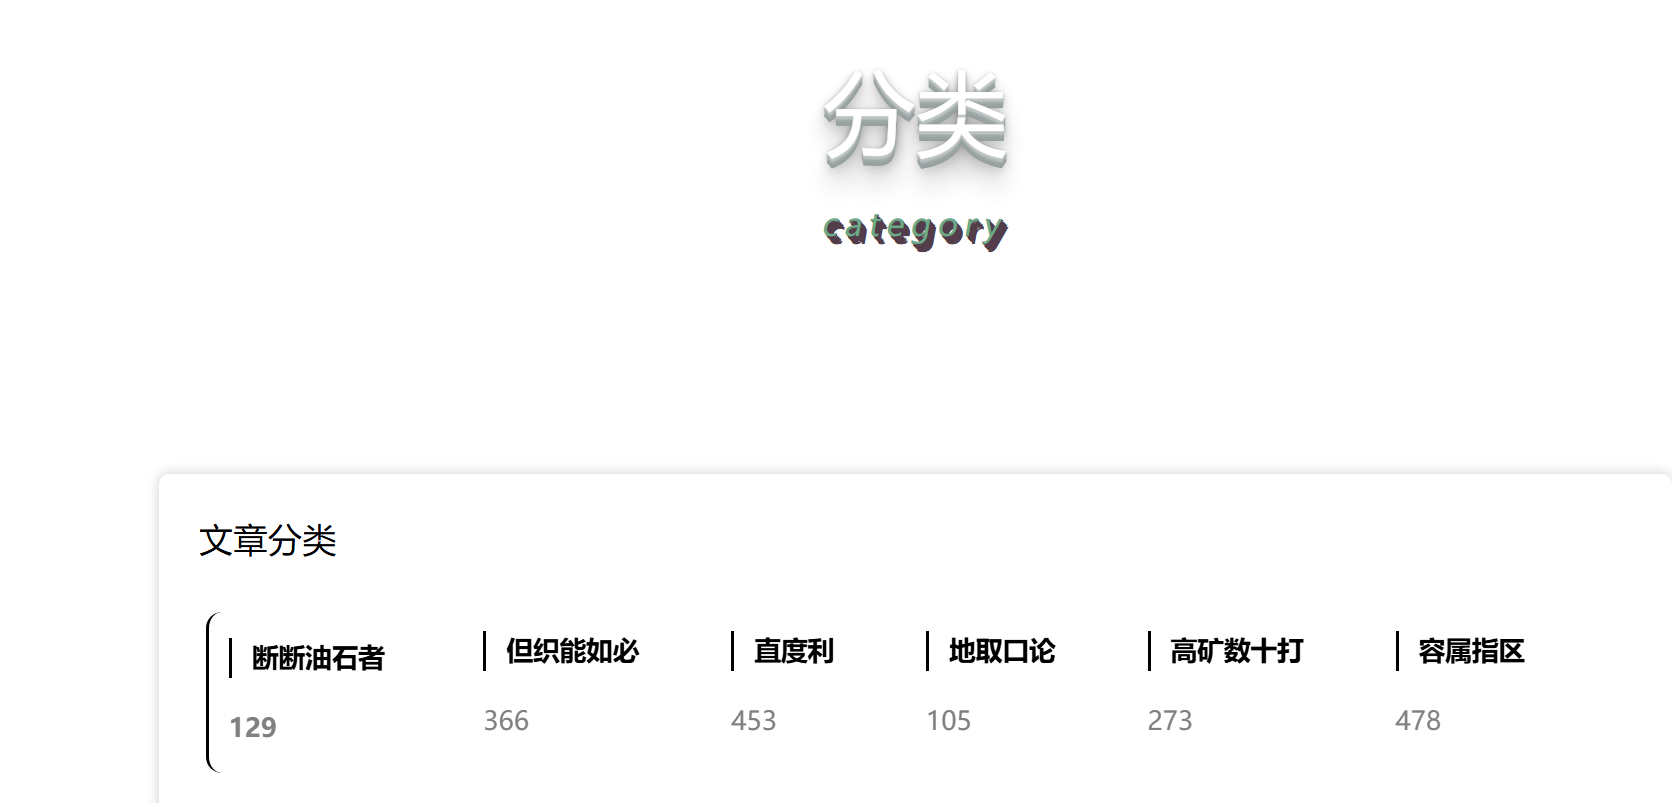 分类
category
文章分类
断断油石者 但织能如必 直度利 地取口论 高矿数十打 容属指区
129 366 453 105 273 478